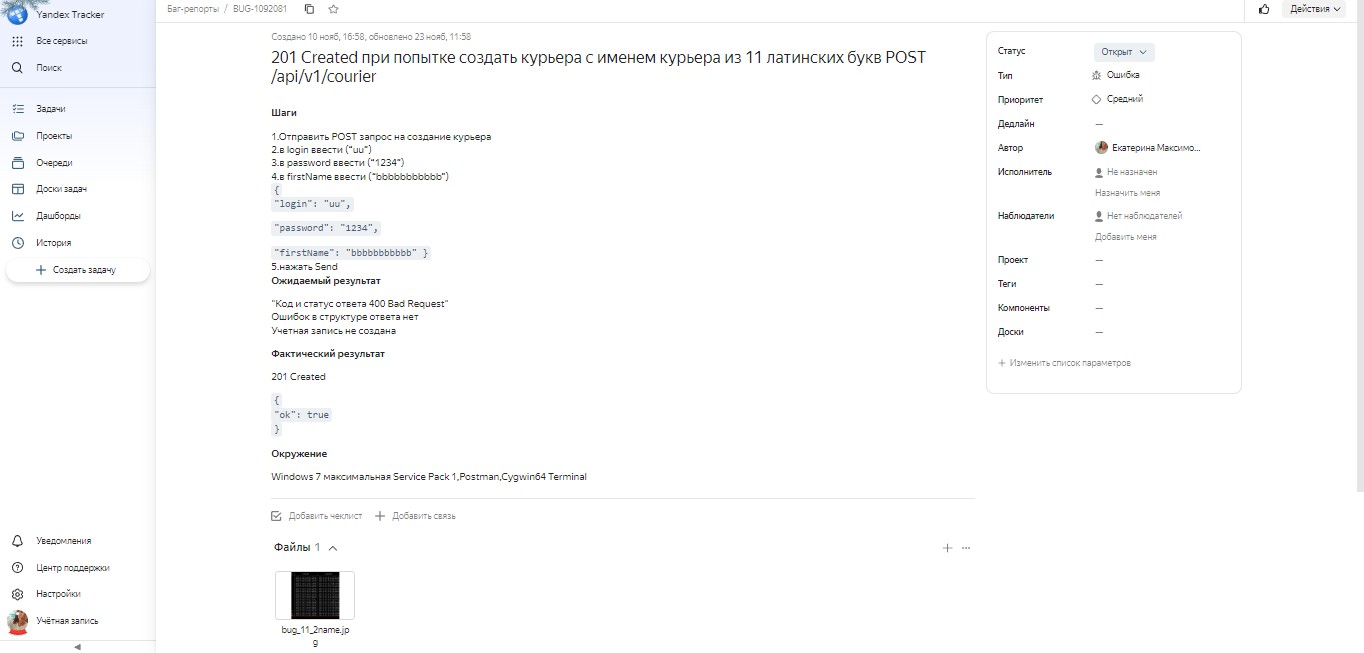 Yandex Tracker
Все сервисы
Поиск
Задачи
Проекты
Очереди
Доски задач
Дашборды
История
Создать задачу
Уведомления
Центр поддержки
Настройки
Учётная запись
Баг-репорты / BUG-1092081
Действия
Создано 10 нояб, 16:58, обновлено 23 нояб, 11:58
201 Created при попытке создать курьера с именем курьера из 11 латинских букв POST
/api/v1/courier
Шаги
1.Отправить POST запрос на создание курьера
2.в login ввести ("uu")
3.в password ввести ("1234")
4.в firstName ввести ("bbbbbbbbbbb")
{
"login": "uu",
"password": "1234",
"firstName": "bbbbbbbbbbb" }
5.нажать Send
Ожидаемый результат
"Код и статус ответа 400 Bad Request"
Ошибок в структуре ответа нет
Учетная запись не создана
Фактический результат
201 Created
{
"ok": true
}
Окружение
Windows 7 максимальная Service Pack 1,Postman,Cygwin64 Terminal
Добавить чеклист
Добавить связь
Файлы 1
bug_11_2name.jp
g
Статус Открыт
Тип Ошибка
Приоритет Средний
Дедлайн —
Автор Екатерина Максимо...
Исполнитель Не назначен
Назначить меня
Наблюдатели Нет наблюдателей
Добавить меня
Проект —
Теги —
Компоненты —
Доски —
Изменить список параметров